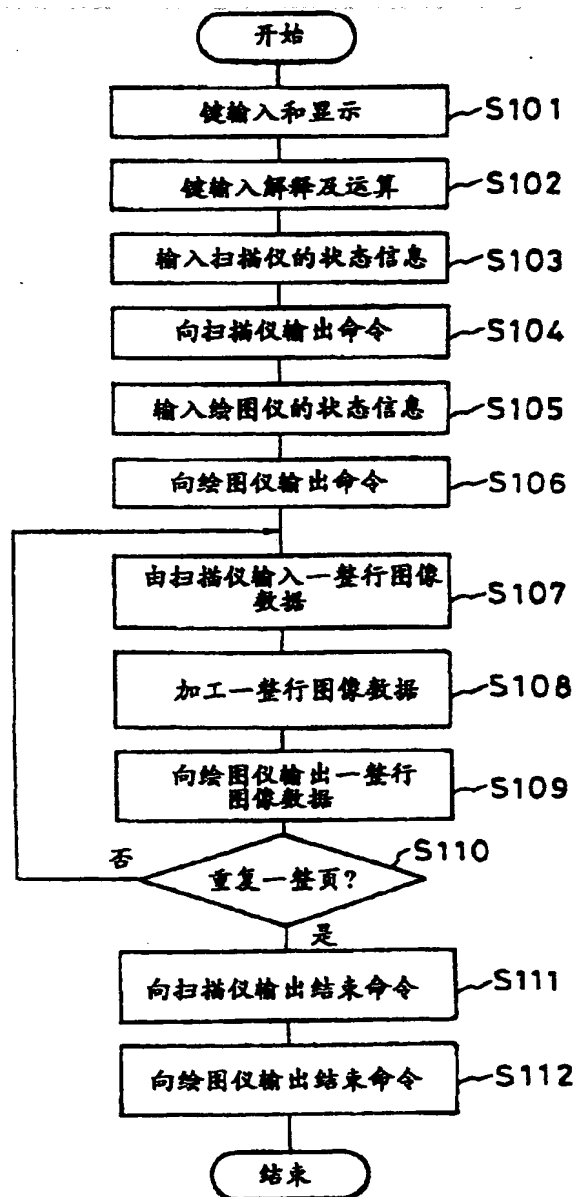 开始
键输入和显示
S101
键输入解释及运算
S102
输入扫描仪的状态信息
S103
向扫描仪输出命令
S104
输入绘图仪的状态信息
S105
向绘图仪输出命令
S106
由扫描仪输入一整行图像
数据
S107
加工一整行图像数据
S108
向绘图仪输出一整行
图像数据
S109
S110
否
重复一整页?
是
向扫描仪输出结束命令
S111
向绘图仪输出结束命令
S112
结束